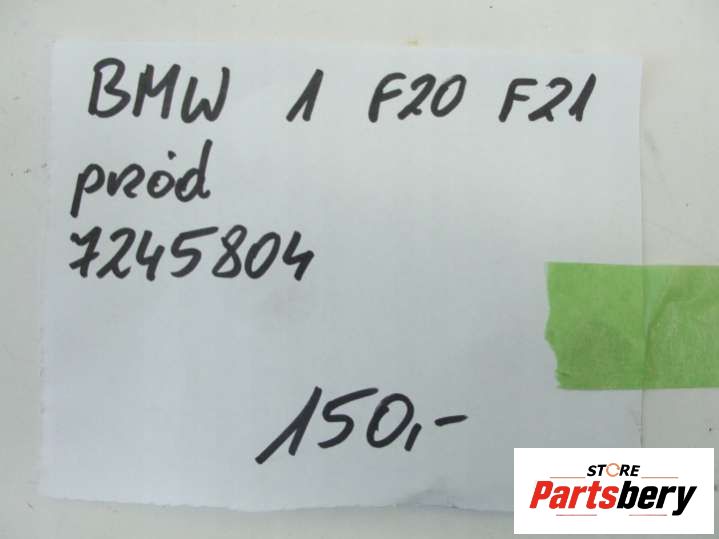 BMW 1 F20 F21
przód
7245804
150,-
STORE
Partsbery